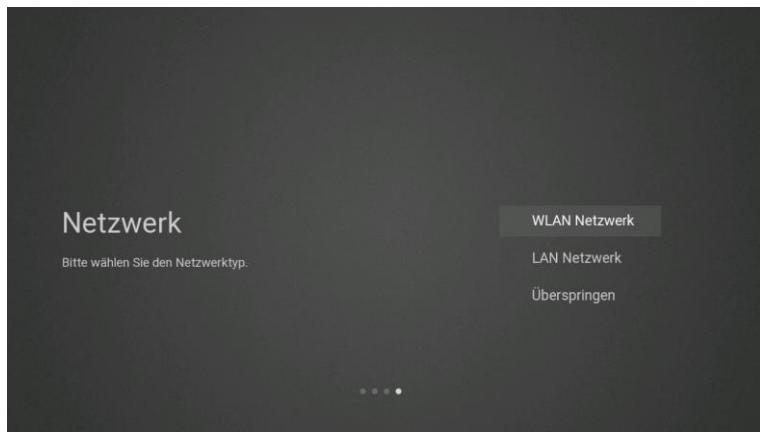 Netzwerk
Bitte wählen Sie den Netzwerktyp.
WLAN Netzwerk
LAN Netzwerk
Überspringen